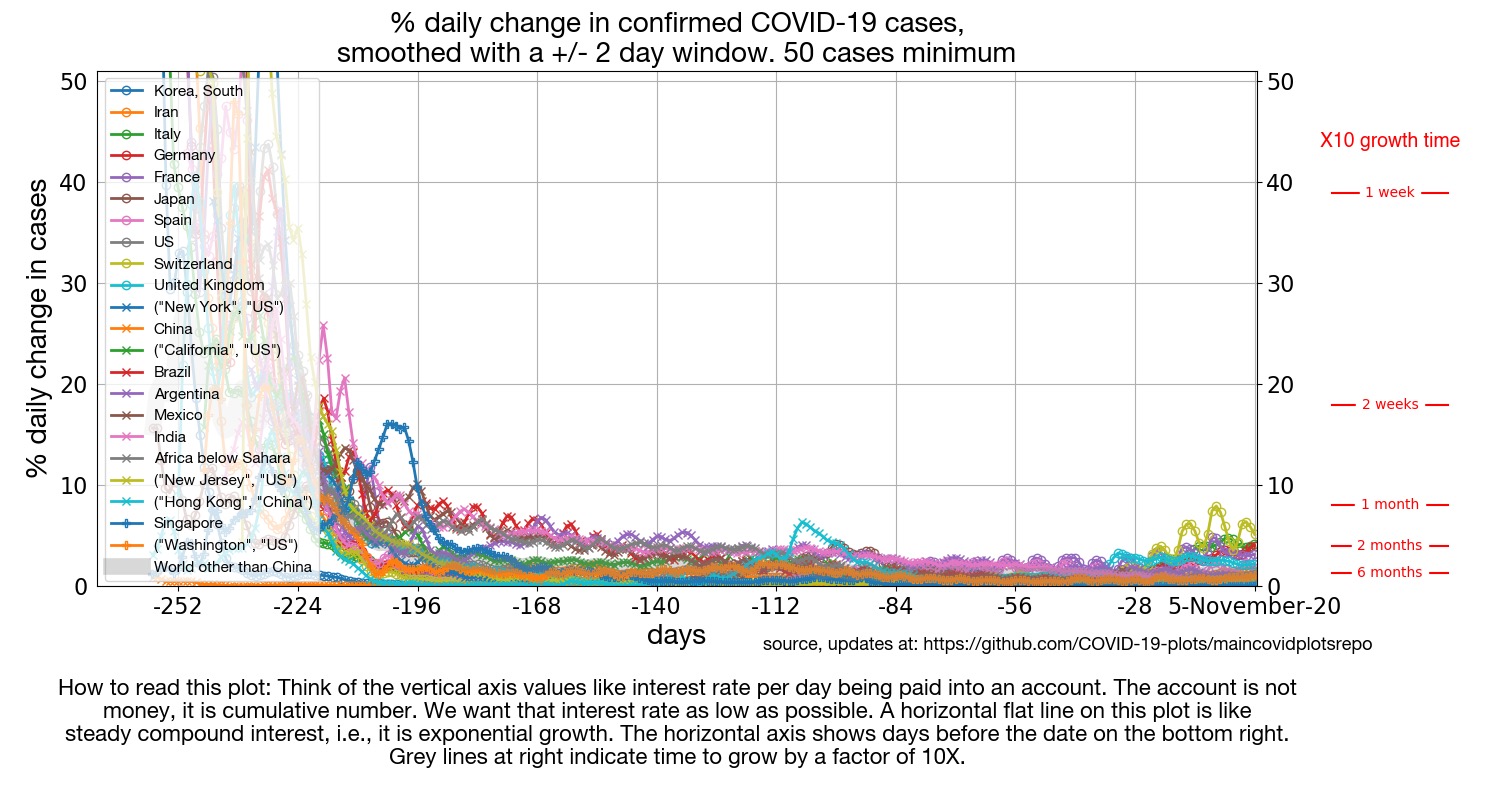 % daily change in confirmed COVID-19 cases,
smoothed with a +/- 2 day window. 50 cases minimum
% daily change in cases
50
40
30
20
10
0
Korea, South
Iran
Italy
Germany
France
Japan
Spain
US
Switzerland
United Kingdom
("New York", "US")
China
("California", "US")
Brazil
Argentina
Mexico
India
Africa below Sahara
("New Jersey", "US")
("Hong Kong", "China")
Singapore
("Washington", "US")
World other than China
50
40
30
20
10
0
X10 growth time
1 week
2 weeks
1 month
2 months
6 months
-252 -224 -196 -168 -140 -112 -84 -56 -28 5-November-20
days
source, updates at: https://github.com/COVID-19-plots/maincovidplotsrepo
How to read this plot: Think of the vertical axis values like interest rate per day being paid into an account. The account is not
money, it is cumulative number. We want that interest rate as low as possible. A horizontal flat line on this plot is like
steady compound interest, i.e., it is exponential growth. The horizontal axis shows days before the date on the bottom right.
Grey lines at right indicate time to grow by a factor of 10X.